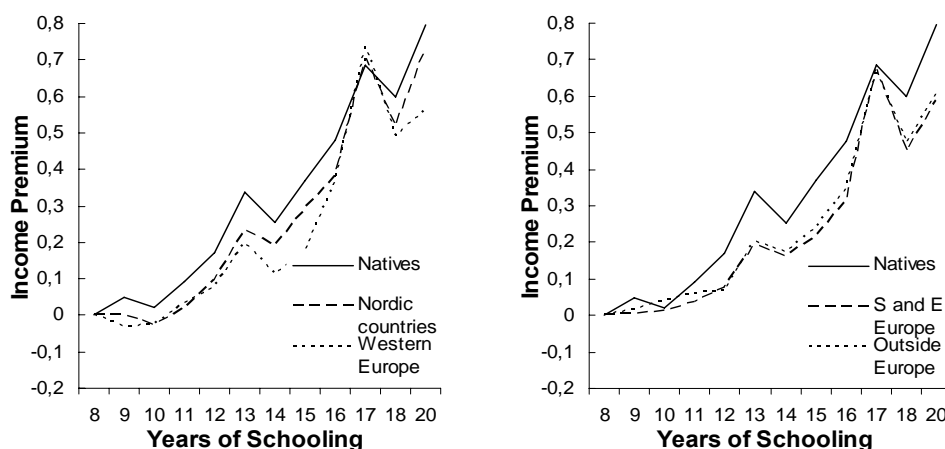 0,8
0,7
0,6
0,5
0,4
0,3
0,2
0,1
0
-0,1
-0,2
Income Premium
Natives
Nordic
countries
Western
Europe
8 9 10 11 12 13 14 15 16 17 18 20
Years of Schooling
0,8
0,7
0,6
0,5
0,4
0,3
0,2
0,1
0
-0,1
-0,2
Income Premium
Natives
S and E
Europe
Outside
Europe
8 9 10 11 12 13 14 15 16 17 18 20
Years of Schooling